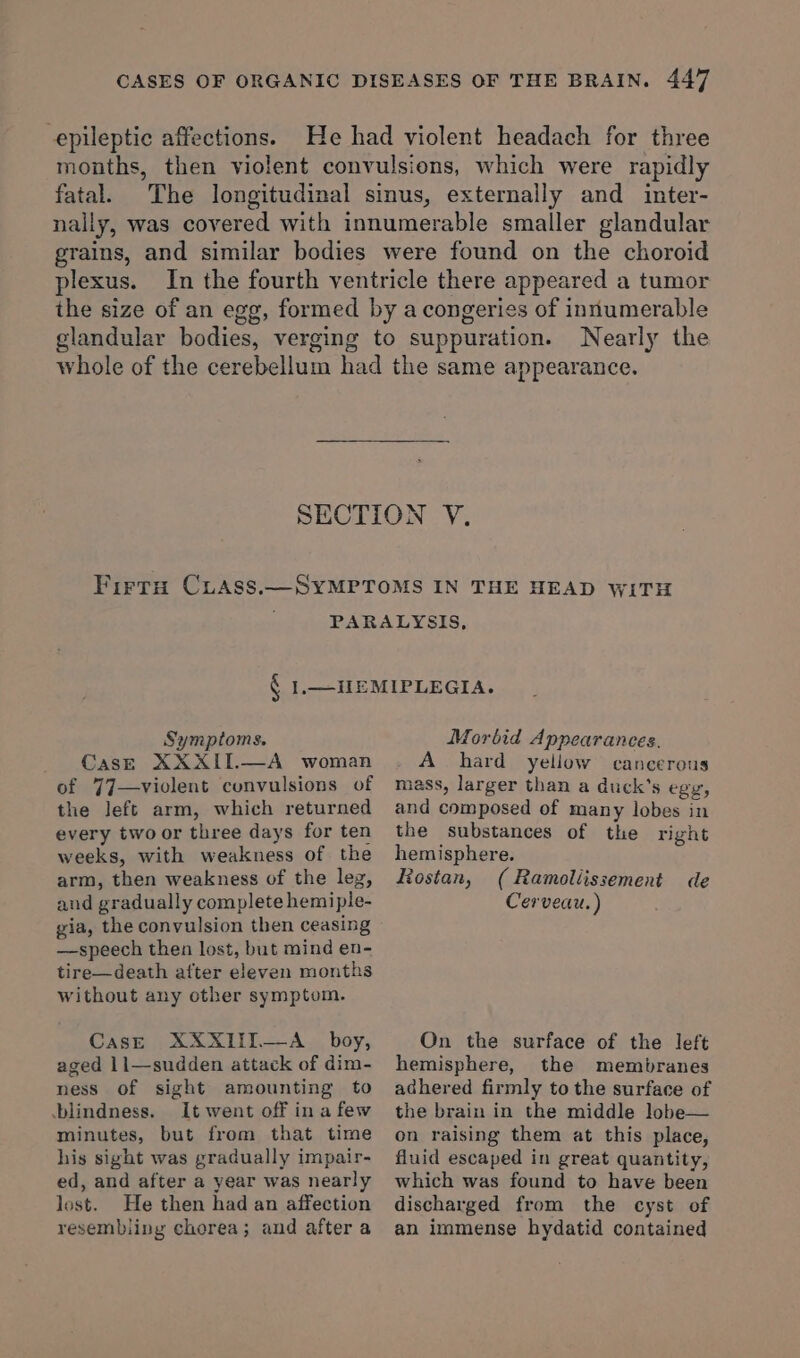 CASES OF ORGANIC DISEASES OF THE BRAIN. 447
epileptic affections. He had violent headach for three
months, then violent convulsions, which were rapidly
fatal. The longitudinal sinus, externally and inter-
nally, was covered with innumerable smaller glandular
grains, and similar bodies were found on the choroid
plexus. In the fourth ventricle there appeared a tumor
the size of an egg, formed by a congeries of innumerable
glandular bodies, verging to suppuration. Nearly the
whole of the cerebellum had the same appearance.
SECTION V.
FIFTH CLASS.—SYMPTOMS IN THE HEAD WITH
PARALYSIS.
§ 1.—HEMIPLEGIA.
Symptoms.
CASE XXXII.—A woman
of 77—violent convulsions of
the left arm, which returned
every two or three days for ten
weeks, with weakness of the
arm, then weakness of the leg,
and gradually complete hemiple-
gia, the convulsion then ceasing
—speech then lost, but mind en-
tire—death after eleven months
without any other symptom.
CASE XXXIII.—A boy,
aged 11—sudden attack of dim-
ness of sight amounting to
blindness. It went off in a few
minutes, but from that time
his sight was gradually impair-
ed, and after a year was nearly
lost. He then had an affection
resembling chorea; and after a
Morbid Appearances.
A hard yellow cancerous
mass, larger than a duck's egg,
and composed of many lobes in
the substances of the right
hemisphere.
Rostan, (Ramollissement de
Cerveau.)
On the surface of the left
hemisphere, the membranes
adhered firmly to the surface of
the brain in the middle lobe—
on raising them at this place,
fluid escaped in great quantity,
which was found to have been
discharged from the cyst of
an immense hydatid contained